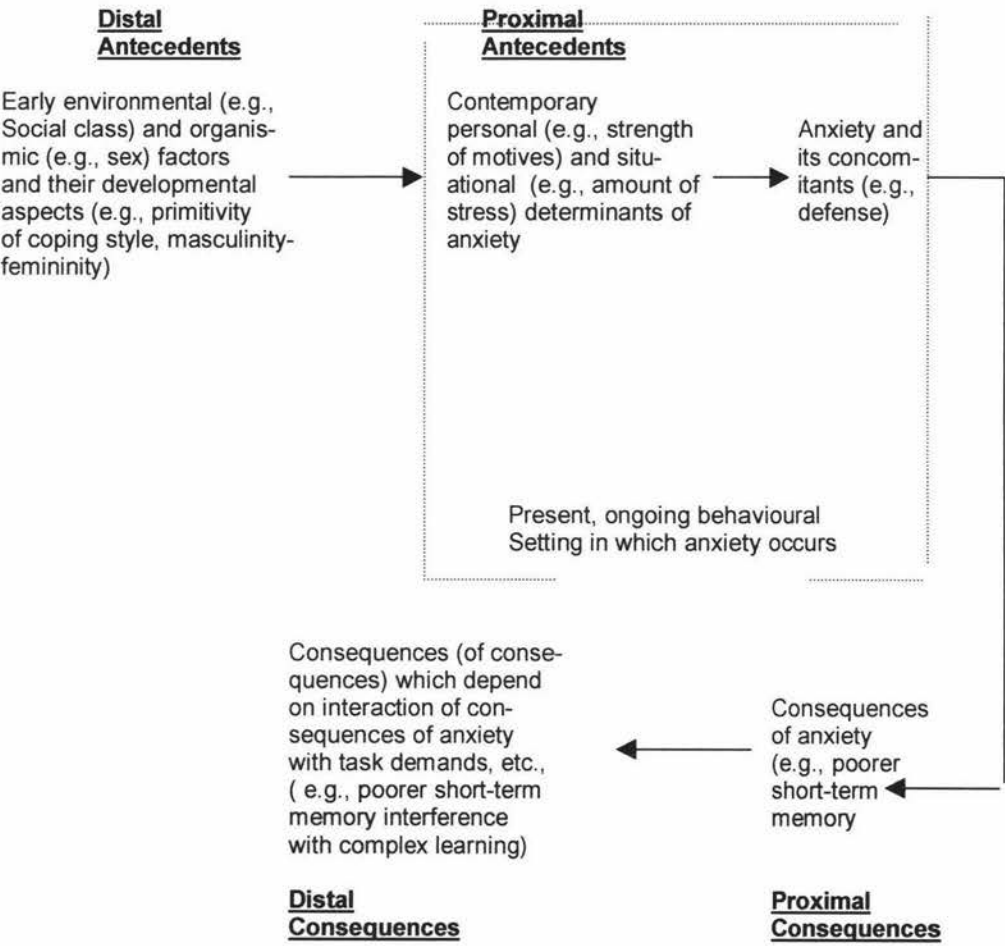 Distal
Antecedents
Early environmental (e.g.,
Social class) and organis-
mic (e.g., sex) factors
and their developmental
aspects (e.g., primitivity
of coping style, masculinity-
femininity)
Proximal
Antecedents
Contemporary
personal (e.g., strength
of motives) and situ-
ational (e.g., amount of
stress) determinants of
anxiety
Anxiety and
its concom-
itants (e.g.,
defense)
Present, ongoing behavioural
Setting in which anxiety occurs
Consequences
of anxiety
(e.g., poorer
short-term
memory
Proximal
Consequences
Consequences (of conse-
quences) which depend
on interaction of con-
sequences of anxiety
with task demands, etc.,
( e.g., poorer short-term
memory interference
with complex learning)
Distal
Consequences